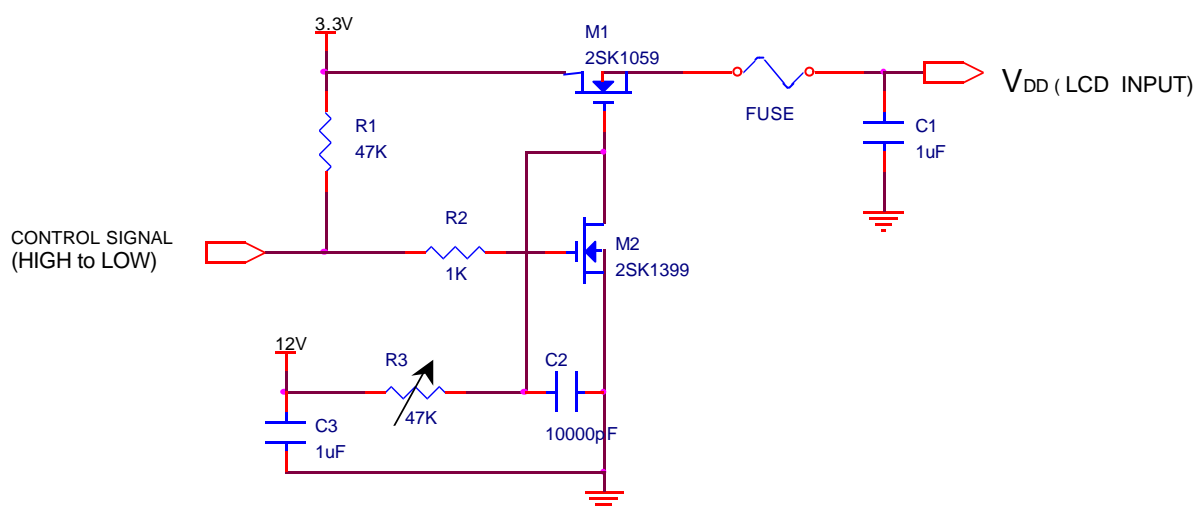 3.3V
M1
2SK1059
VDD ( LCD INPUT)
FUSE
R1
47K
C1
1uF
R2
1K
CONTROL SIGNAL
(HIGH to LOW)
M2
2SK1399
12V
R3
47K
C2
10000pF
C3
1uF